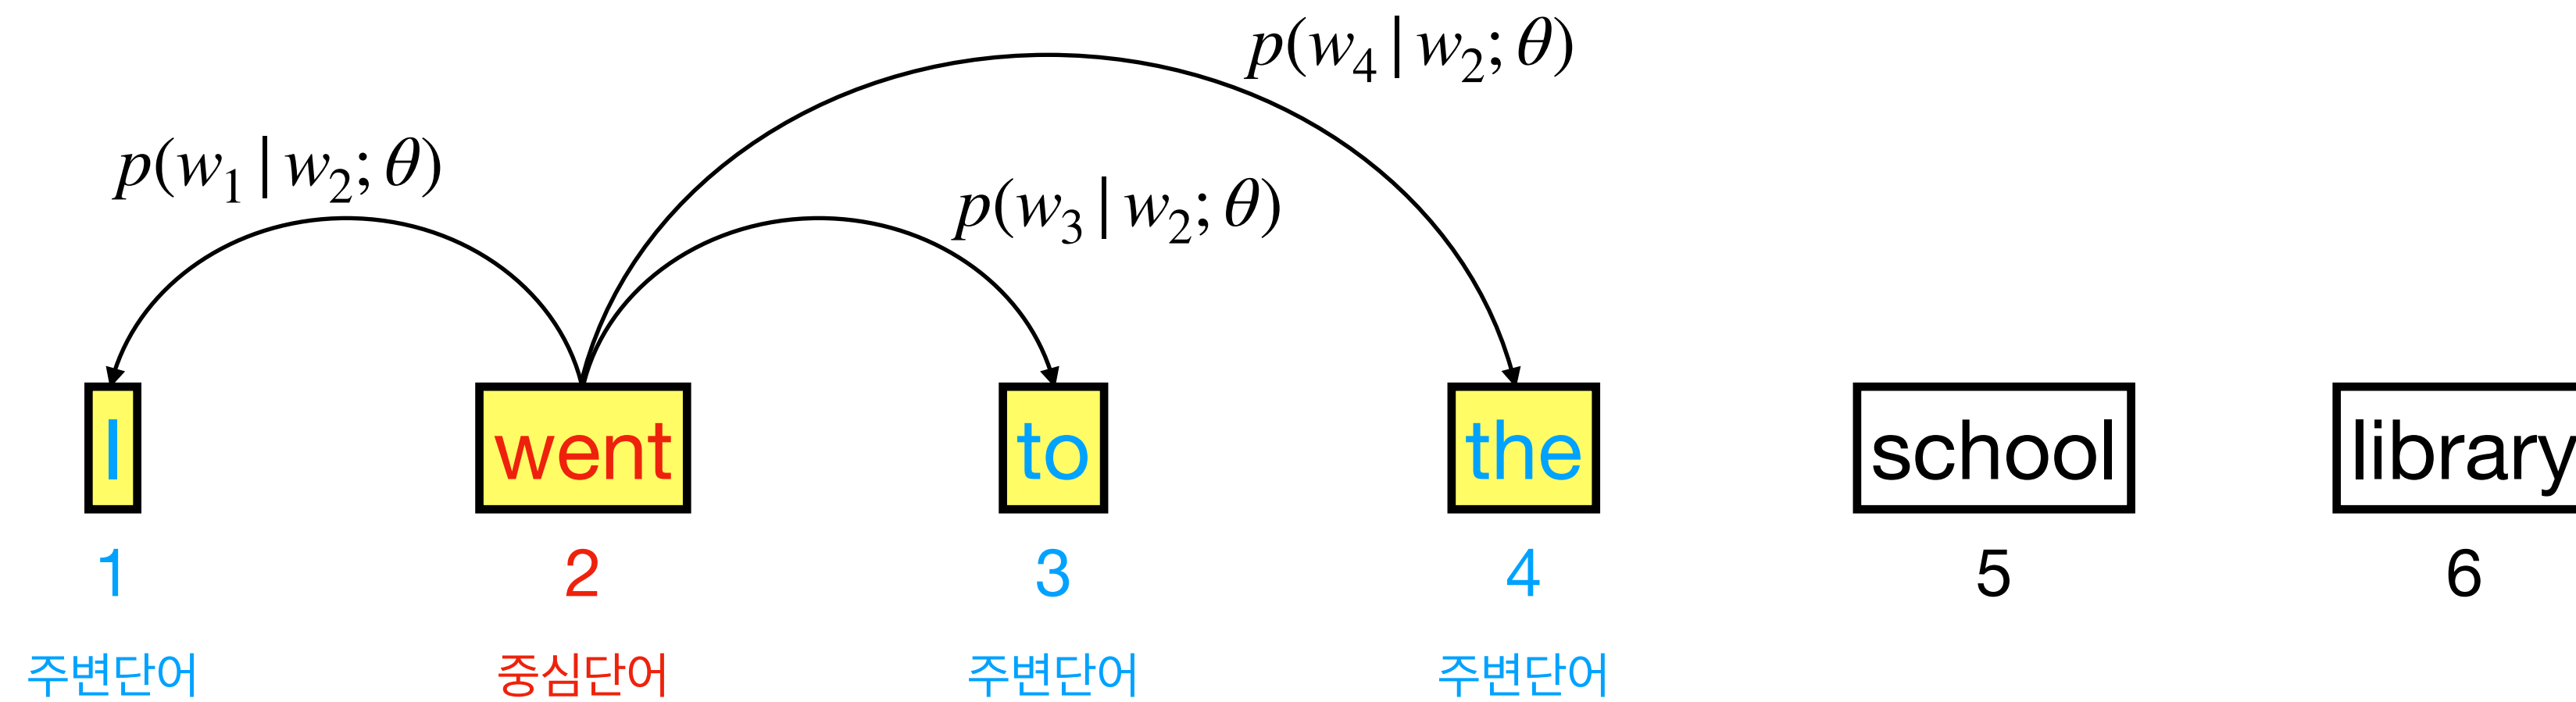 p(w₄|w₂; θ)
p(w₁|w₂; θ)
p(w₃|w₂; θ)
I went to the school library
1 2 3 4 5 6
주변단어 중심단어 주변단어 주변단어